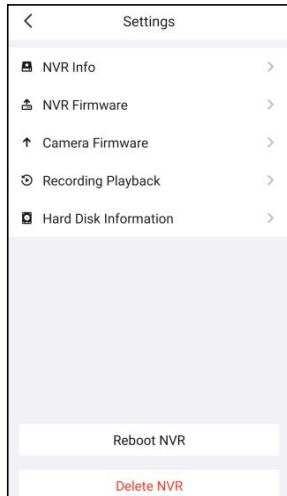 Settings
NVR Info
NVR Firmware
Camera Firmware
Recording Playback
Hard Disk Information
Reboot NVR
Delete NVR